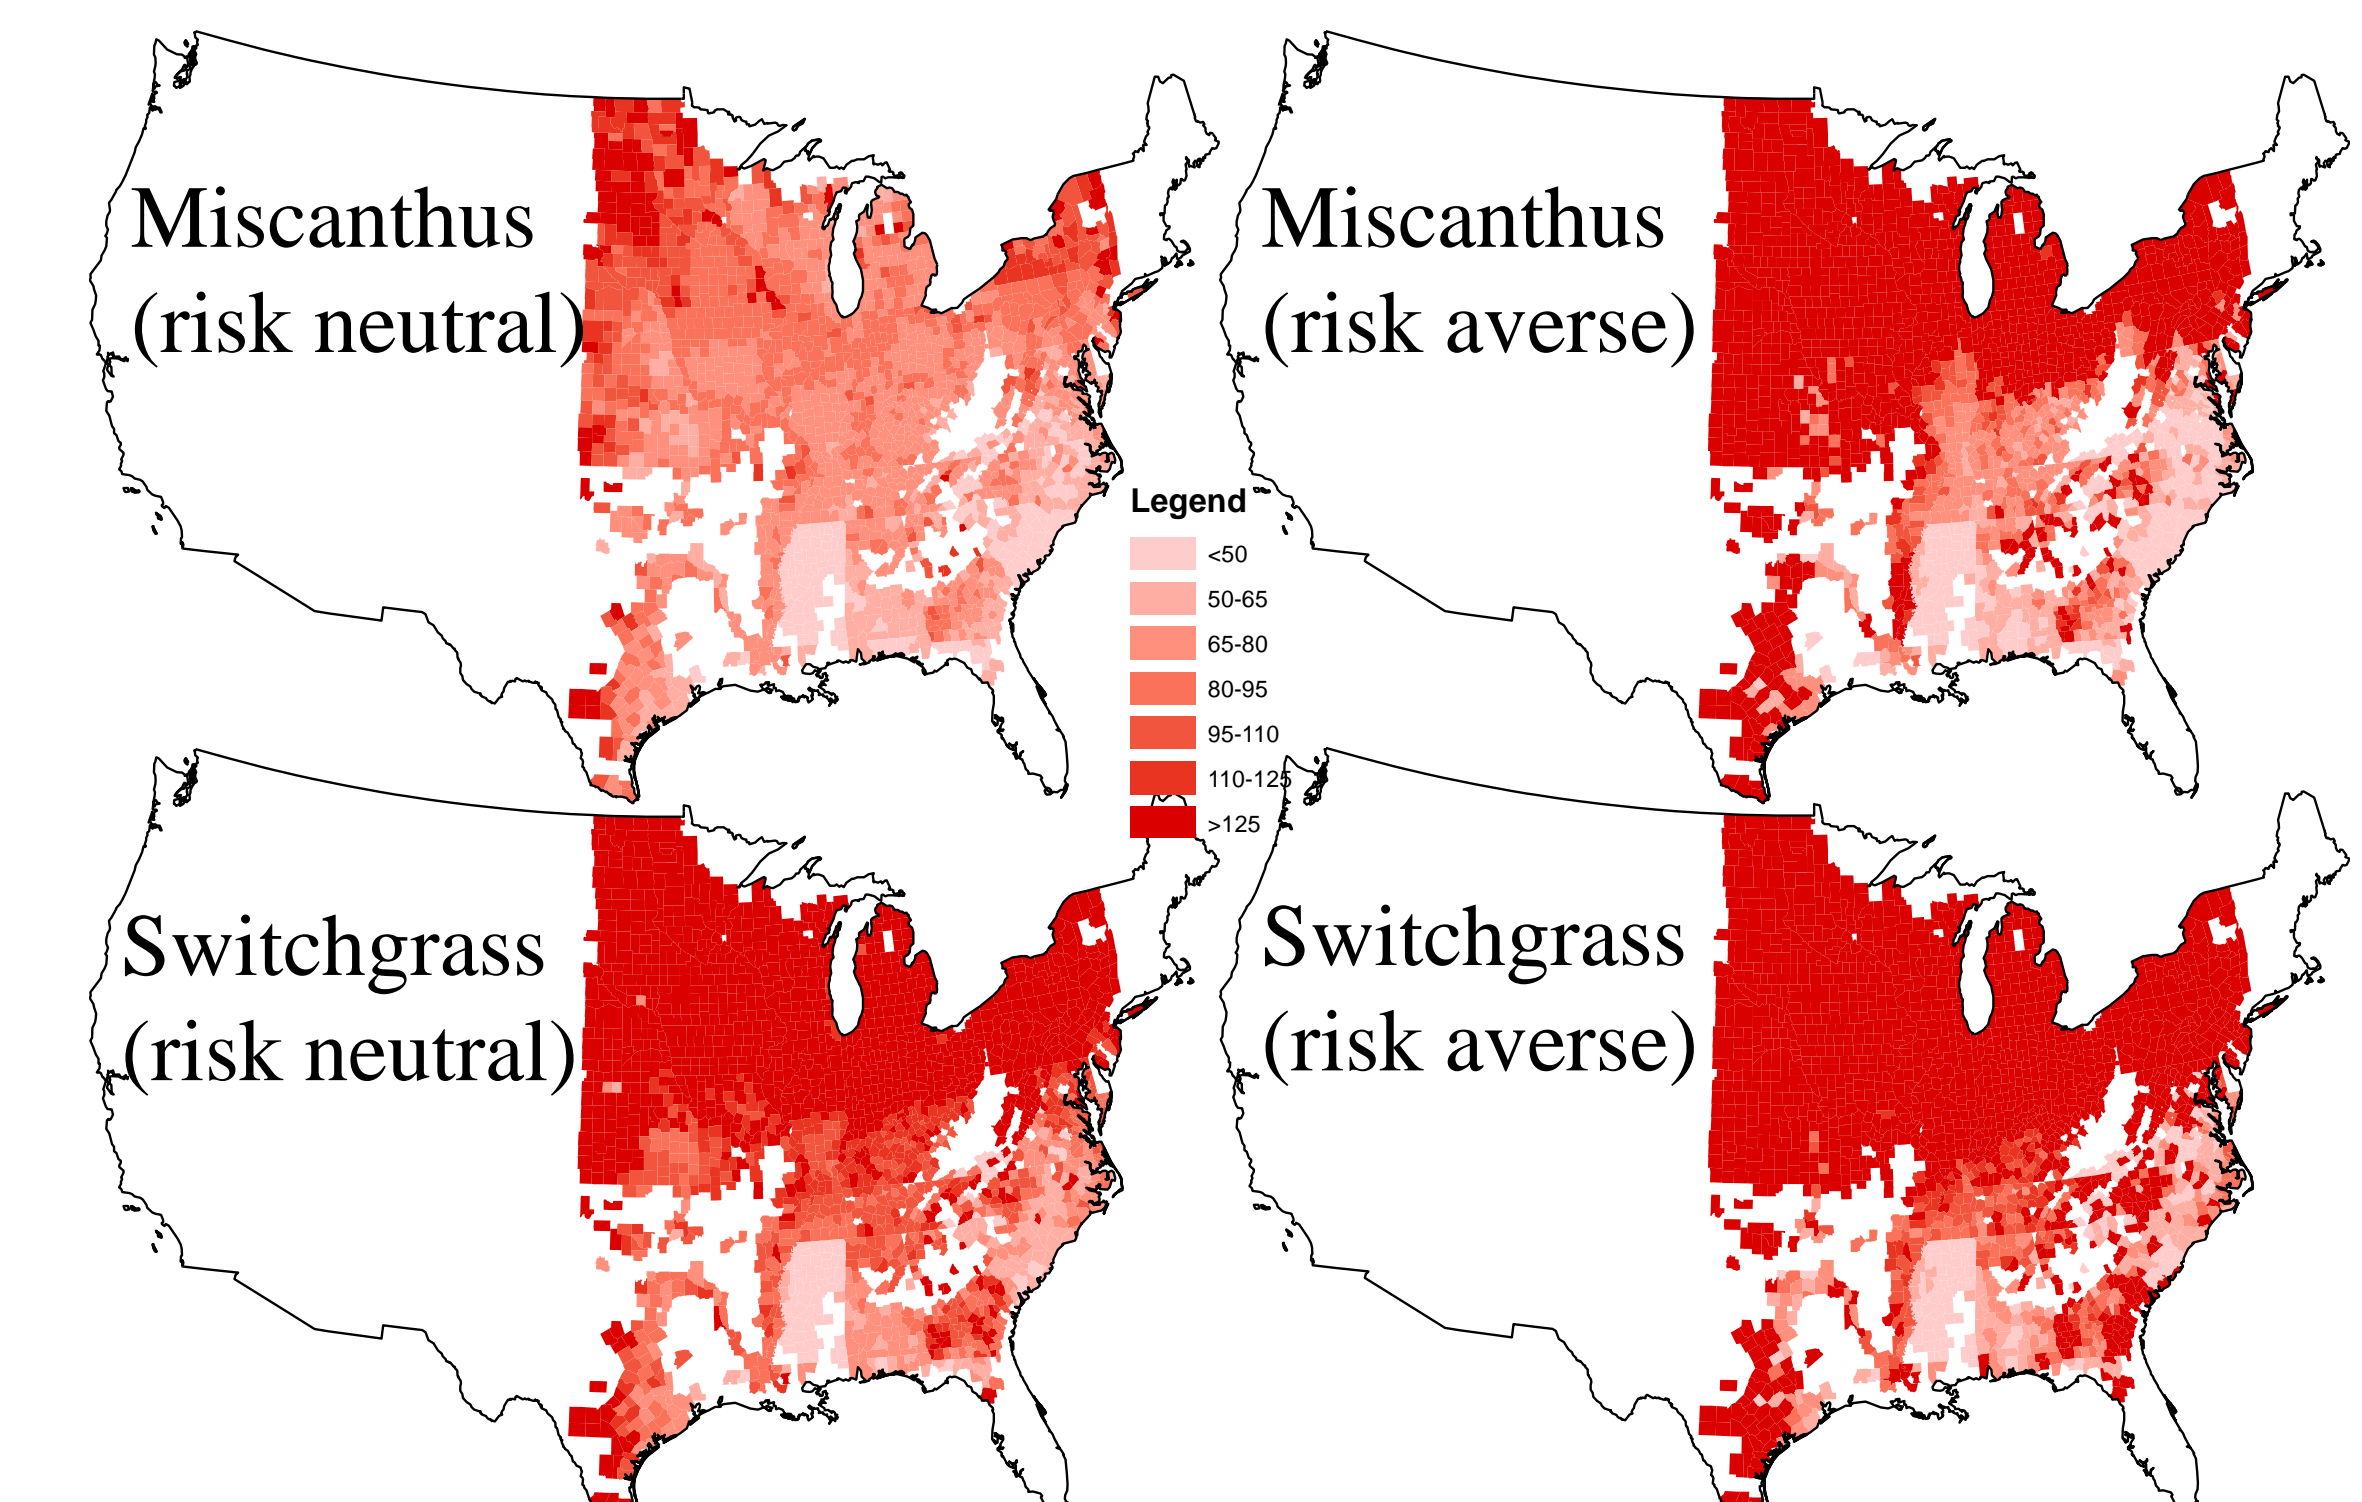 Miscanthus
(risk neutral)
Miscanthus
(risk averse)
Legend
<50
50-65
65-80
80-95
95-110
110-125
>125
Switchgrass
(risk neutral)
Switchgrass
(risk averse)